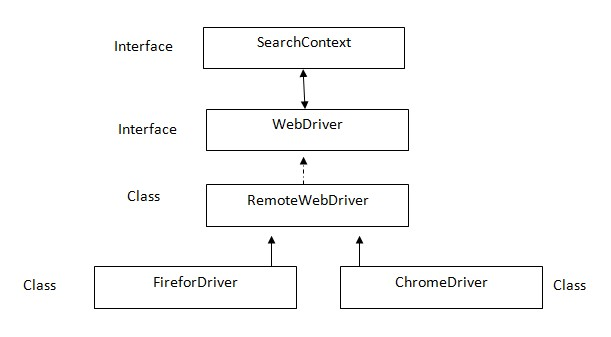 SearchContext
Interface
WebDriver
Interface
RemoteWebDriver
Class
FireforDriver
ChromeDriver
Class
Class